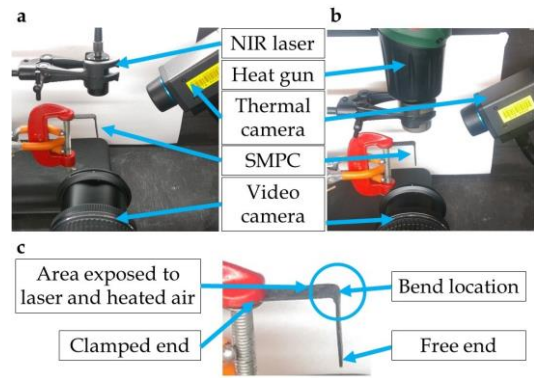 a
b
NIR laser
Heat gun
Thermal
camera
SMPC
Video
camera
c
Area exposed to
laser and heated air
Bend location
Clamped end
Free end